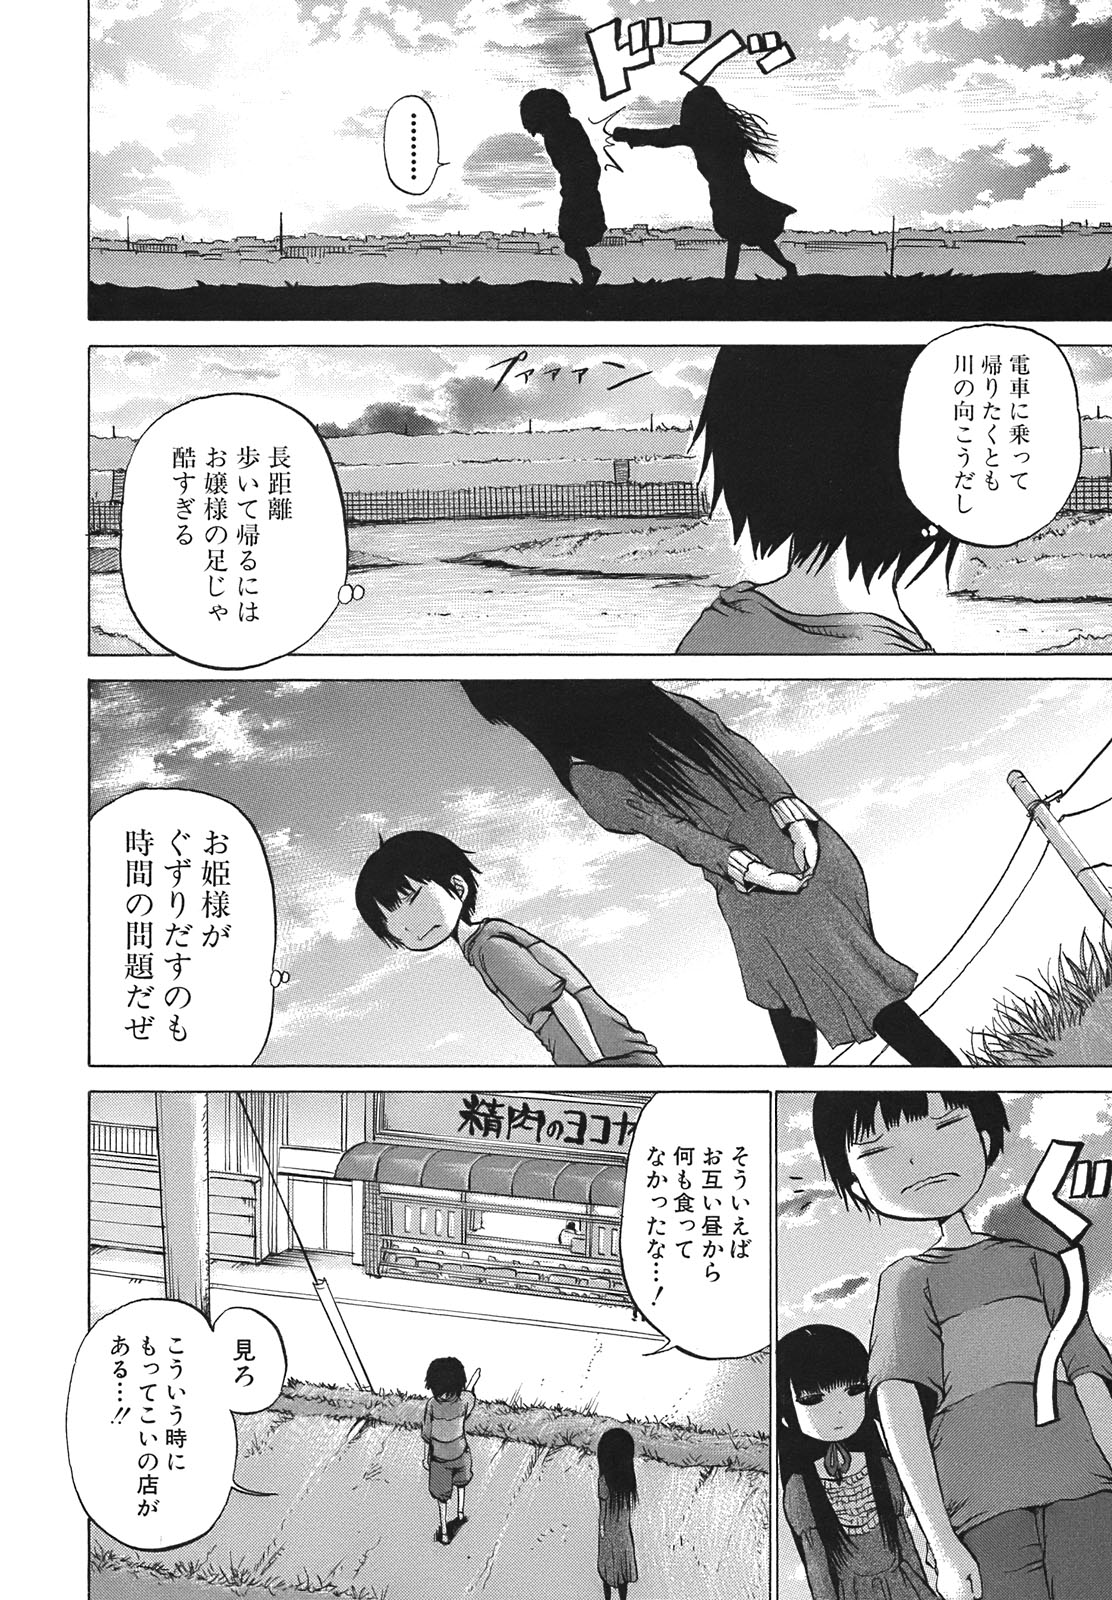 ドーンッ
………
電車に乗って
帰りたくとも
川の向こうだし
プァァァン
長距離
歩いて帰るには
お嬢様の足じゃ
酷すぎる
お姫様が
ぐずりだすのも
時間の問題だぜ
ぐ〜
そういえば
お互い昼から
何も食って
なかったな…!
精肉のヨコヤ
見ろ
こういう時に
もってこいの店が
ある…!!